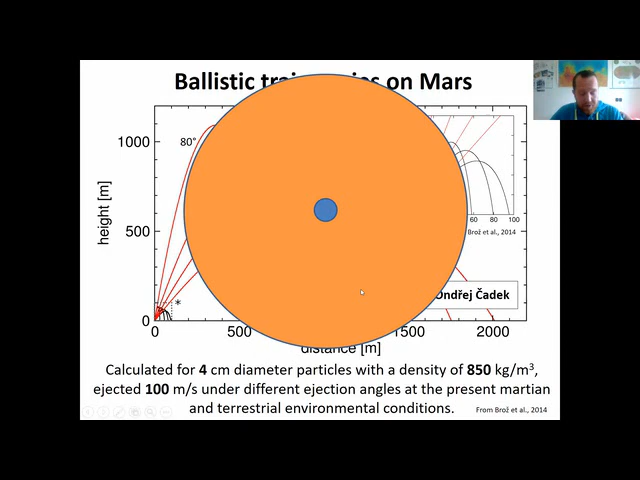 Ballistic on Mars
1000
80°
height [m]
500
60 80 100
Brož et al., 2014
Ondřej Čadek
*
0
0 500 1500 2000
distance [m]
Calculated for 4 cm diameter particles with a density of 850 kg/m³,
ejected 100 m/s under different ejection angles at the present martian
and terrestrial environmental conditions.
From Brož et al., 2014